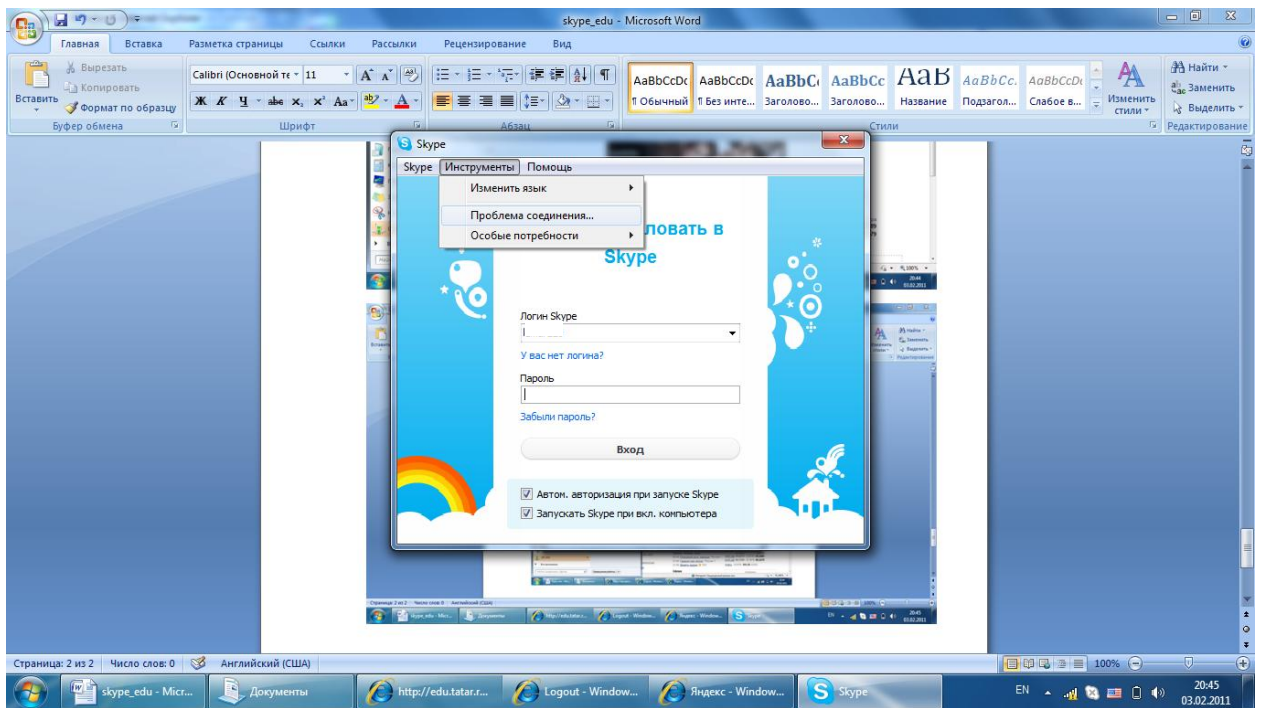 skype_edu - Microsoft Word
Главная Вставка Разметка страницы Ссылки Рассылки Рецензирование Вид
Вставить
Вырезать
Копировать
Формат по образцу
Буфер обмена
Calibri (Основной те 11
Ж К Ч abe x₂ x² Aa
Шрифт
Абзац
AaBbCcDc AaBbCcDc AaBbC AaBbCc AaB AaBbCc. AaBbCcDc
¶ Обычный ¶ Без инте... Заголово... Заголово... Название Подзагол... Слабое в...
Изменить стили
Стили
Найти
Заменить
Выделить
Редактирование
Skype
Skype Инструменты Помощь
Изменить язык
Проблема соединения...
Особые потребности
ловать в
Skype
Логин Skype
У вас нет логина?
Пароль
Забыли пароль?
Вход
Автон. авторизация при запуске Skype
Запускать Skype при вкл. компьютера
Страница: 2 из 2 Число слов: 0 Английский (США) 100%
skype_edu - Micr... Документы http://edu.tatar.r... Logout - Window... Яндекс - Window... Skype EN 20:45
03.02.2011